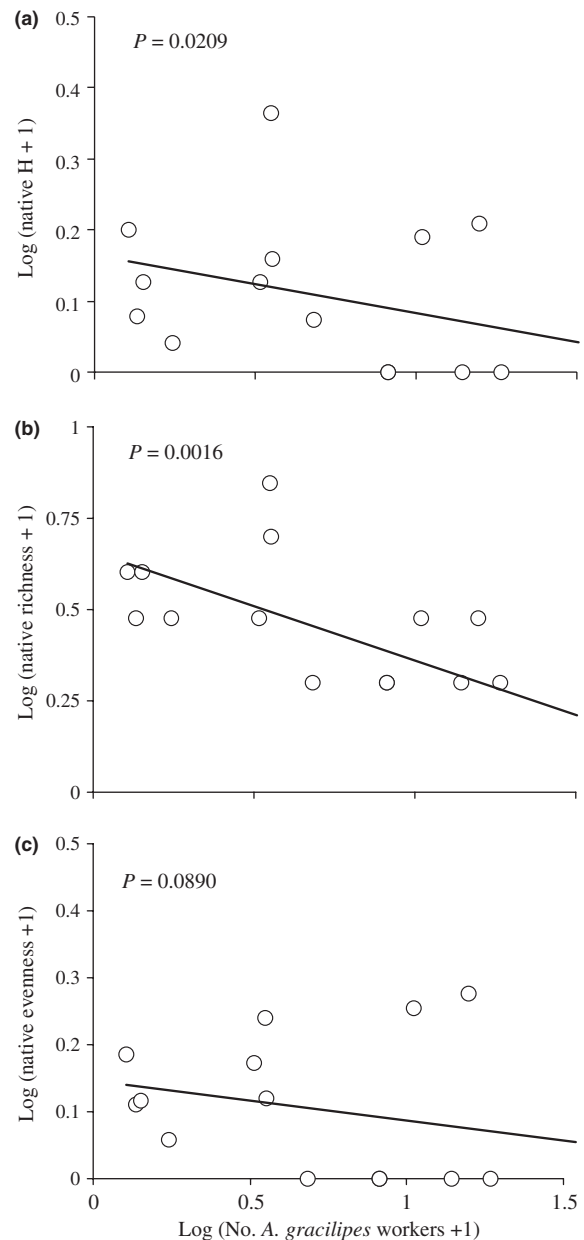 (a)
0.5
P = 0.0209
0.4
0.3
Log (native H + 1)
0.2
0.1
0
(b)
1
P = 0.0016
0.75
Log (native richness + 1)
0.5
0.25
0
(c)
0.5
P = 0.0890
0.4
0.3
Log (native evenness +1)
0.2
0.1
0
0 0.5 1 1.5
Log (No. A. gracilipes workers +1)